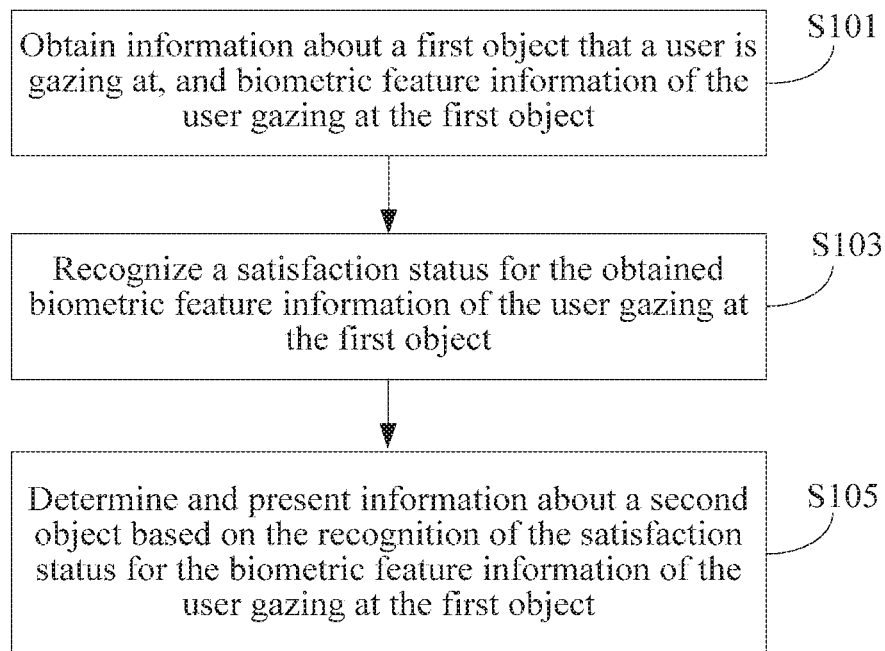 S101
Obtain information about a first object that a user is
gazing at, and biometric feature information of the
user gazing at the first object
S103
Recognize a satisfaction status for the obtained
biometric feature information of the user gazing at
the first object
S105
Determine and present information about a second
object based on the recognition of the satisfaction
status for the biometric feature information of the
user gazing at the first object